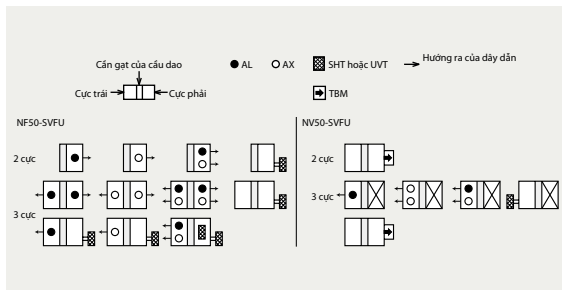 Cần gạt của cầu dao
Cực trái
Cực phải
AL
AX
SHT hoặc UVT
Hướng ra của dây dẫn
TBM
NF50-SVFU
NV50-SVFU
2 cực
2 cực
3 cực
3 cực